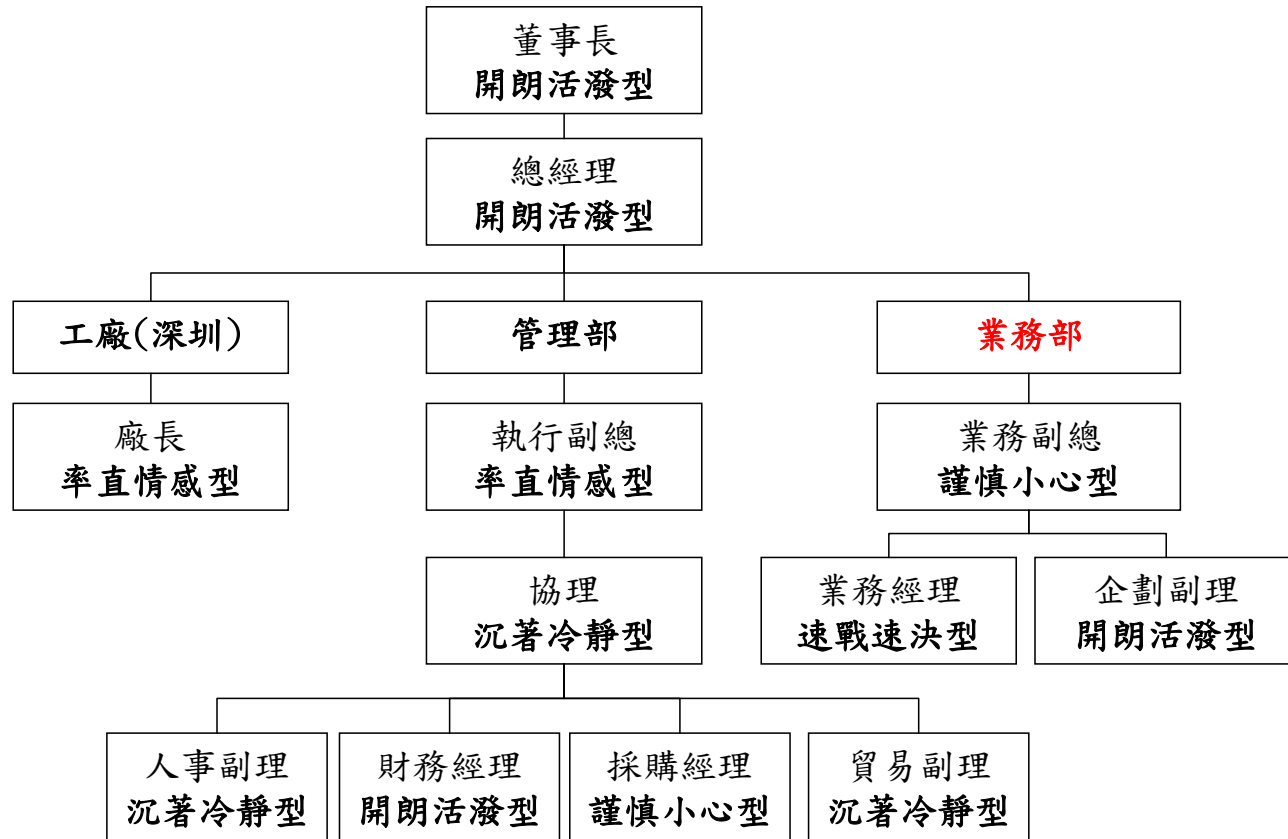 董事長
開朗活潑型
總經理
開朗活潑型
工廠(深圳)
管理部
業務部
廠長
率直情感型
執行副總
率直情感型
業務副總
謹慎小心型
協理
沉著冷靜型
業務經理
速戰速決型
企劃副理
開朗活潑型
人事副理
沉著冷靜型
財務經理
開朗活潑型
採購經理
謹慎小心型
貿易副理
沉著冷靜型